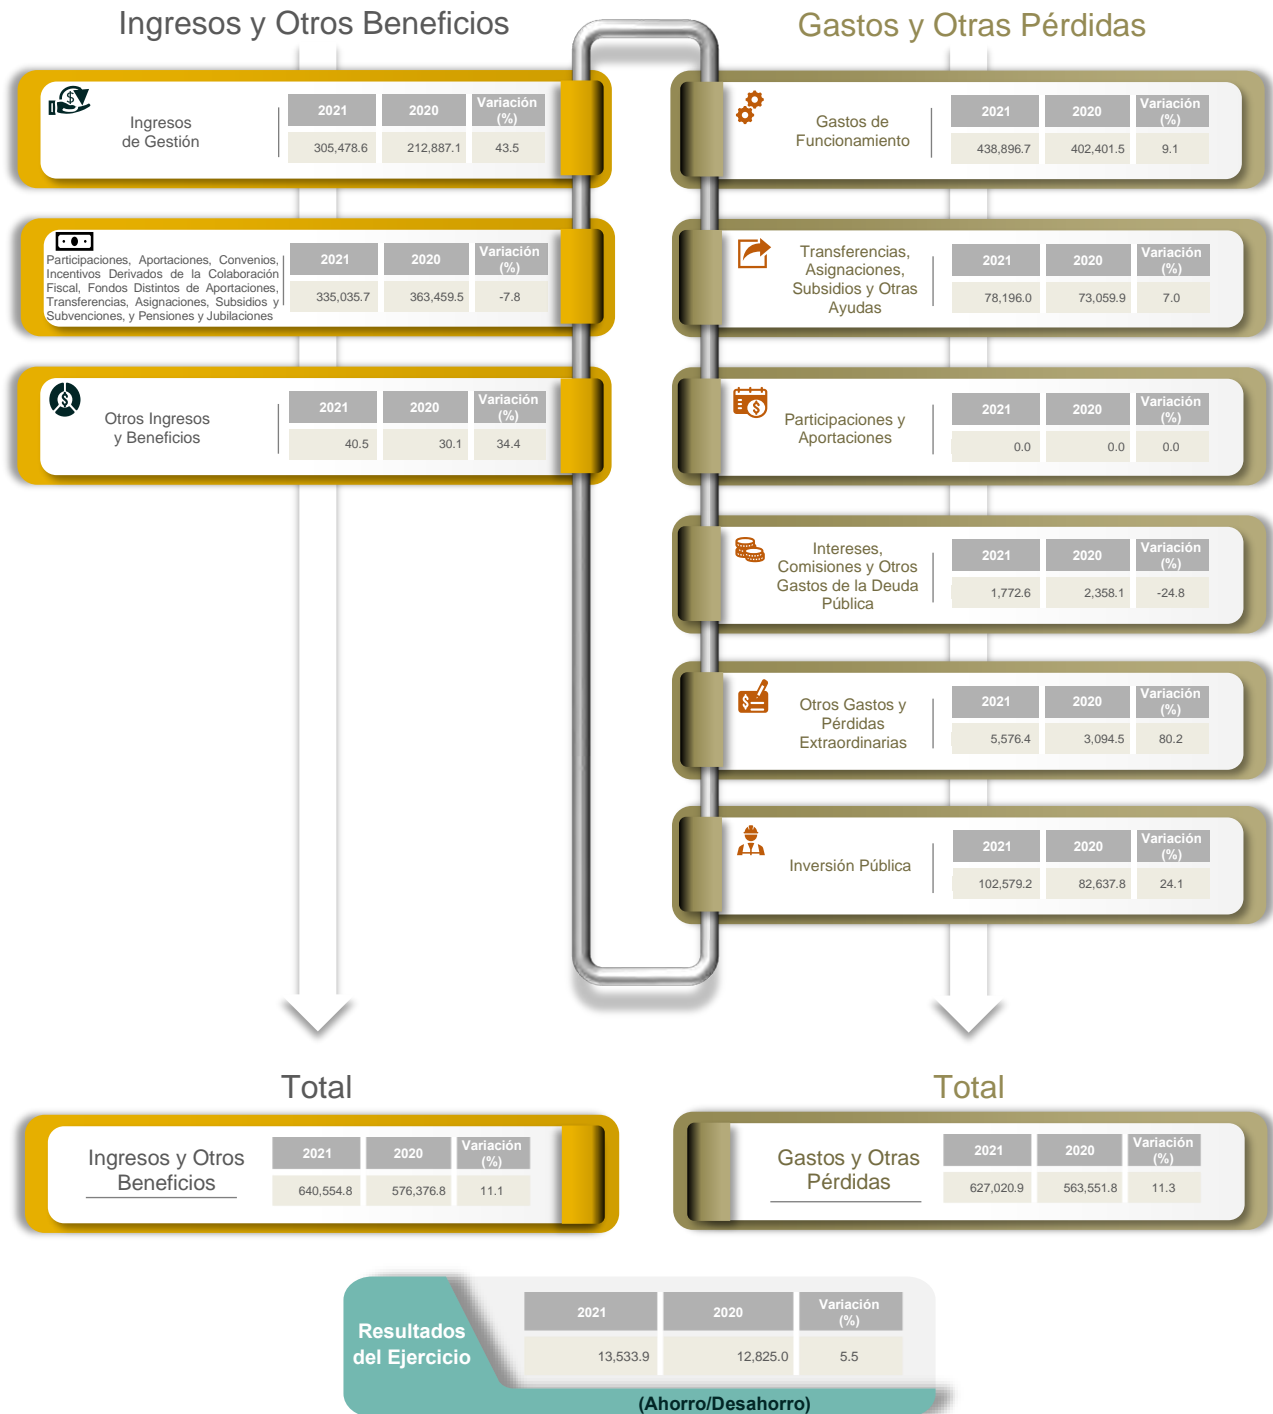 Ingresos y Otros Beneficios
Ingresos
de Gestión
2021 2020 Variación (%)
305,478.6 212,887.1 43.5
Participaciones, Aportaciones, Convenios,
Incentivos Derivados de la Colaboración
Fiscal, Fondos Distintos de Aportaciones,
Transferencias, Asignaciones, Subsidios y
Subvenciones, y Pensiones y Jubilaciones
2021 2020 Variación (%)
335,035.7 363,459.5 -7.8
Otros Ingresos
y Beneficios
2021 2020 Variación (%)
40.5 30.1 34.4
Gastos y Otras Pérdidas
Gastos de
Funcionamiento
2021 2020 Variación (%)
438,896.7 402,401.5 9.1
Transferencias,
Asignaciones,
Subsidios y Otras
Ayudas
2021 2020 Variación (%)
78,196.0 73,059.9 7.0
Participaciones y
Aportaciones
2021 2020 Variación (%)
0.0 0.0 0.0
Intereses,
Comisiones y Otros
Gastos de la Deuda
Pública
2021 2020 Variación (%)
1,772.6 2,358.1 -24.8
Otros Gastos y
Pérdidas
Extraordinarias
2021 2020 Variación (%)
5,576.4 3,094.5 80.2
Inversión Pública
2021 2020 Variación (%)
102,579.2 82,637.8 24.1
Total
Ingresos y Otros
Beneficios
2021 2020 Variación (%)
640,554.8 576,376.8 11.1
Total
Gastos y Otras
Pérdidas
2021 2020 Variación (%)
627,020.9 563,551.8 11.3
Resultados
del Ejercicio
2021 2020 Variación (%)
13,533.9 12,825.0 5.5
(Ahorro/Desahorro)